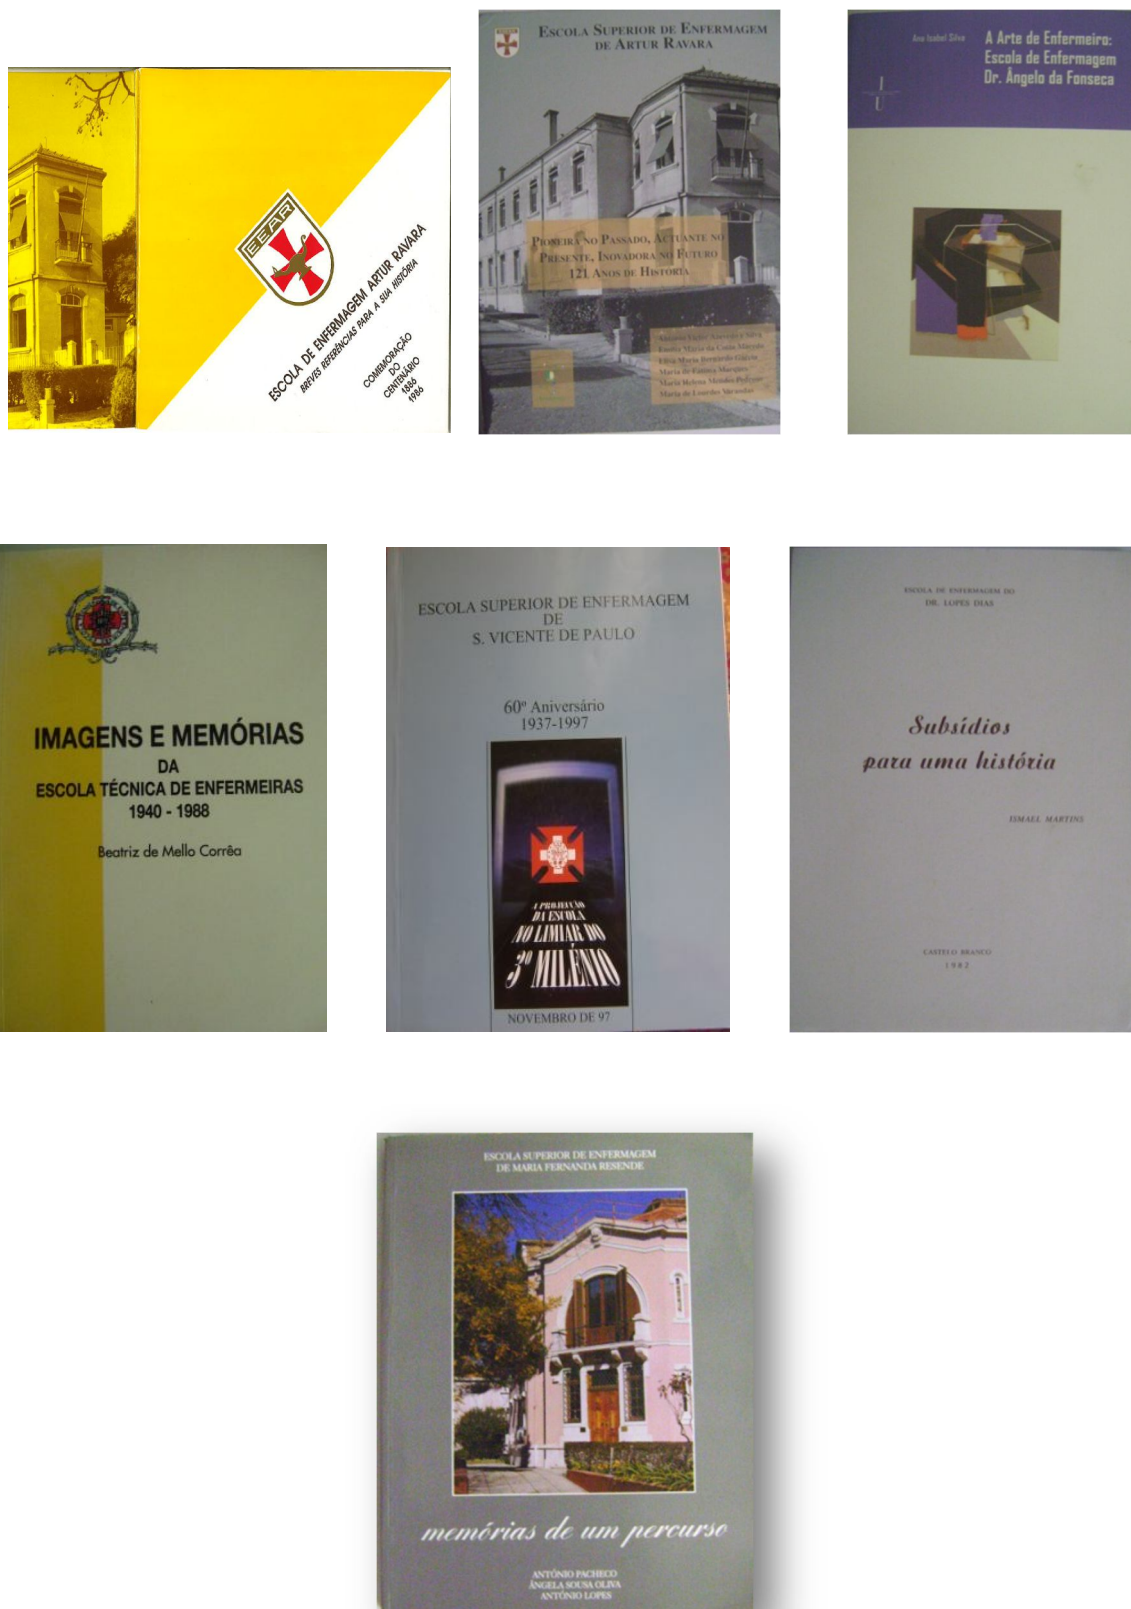 EEAR
ESCOLA DE ENFERMAGEM ARTUR RAVARA
BREVES REFERÊNCIAS PARA A SUA HISTÓRIA
COMEMORAÇÃO
DO
CENTENÁRIO
1886
1986
ESCOLA SUPERIOR DE ENFERMAGEM
DE ARTUR RAVARA
PIONEIRA NO PASSADO, ACTUANTE NO
PRESENTE, INOVADORA NO FUTURO
121 ANOS DE HISTÓRIA
Maria de Fátima Marques
Ana Isabel Silva
A Arte de Enfermeiro:
Escola de Enfermagem
Dr. Ângelo da Fonseca
IMAGENS E MEMÓRIAS
DA
ESCOLA TÉCNICA DE ENFERMEIRAS
1940 - 1988
Beatriz de Mello Corrêa
ESCOLA SUPERIOR DE ENFERMAGEM
DE
S. VICENTE DE PAULO
60º Aniversário
1937-1997
A PROJECÇÃO
DA ESCOLA
NO LIMIAR DO
3º MILÉNIO
NOVEMBRO DE 97
ESCOLA DE ENFERMAGEM DO
DR. LOPES DIAS
Subsídios
para uma história
ISMAEL MARTINS
CASTELO BRANCO
1982
ESCOLA SUPERIOR DE ENFERMAGEM
DE MARIA FERNANDA RESENDE
memórias de um percurso
ANTÓNIO PACHECO
ÂNGELA SOUSA OLIVA
ANTÓNIO LOPES